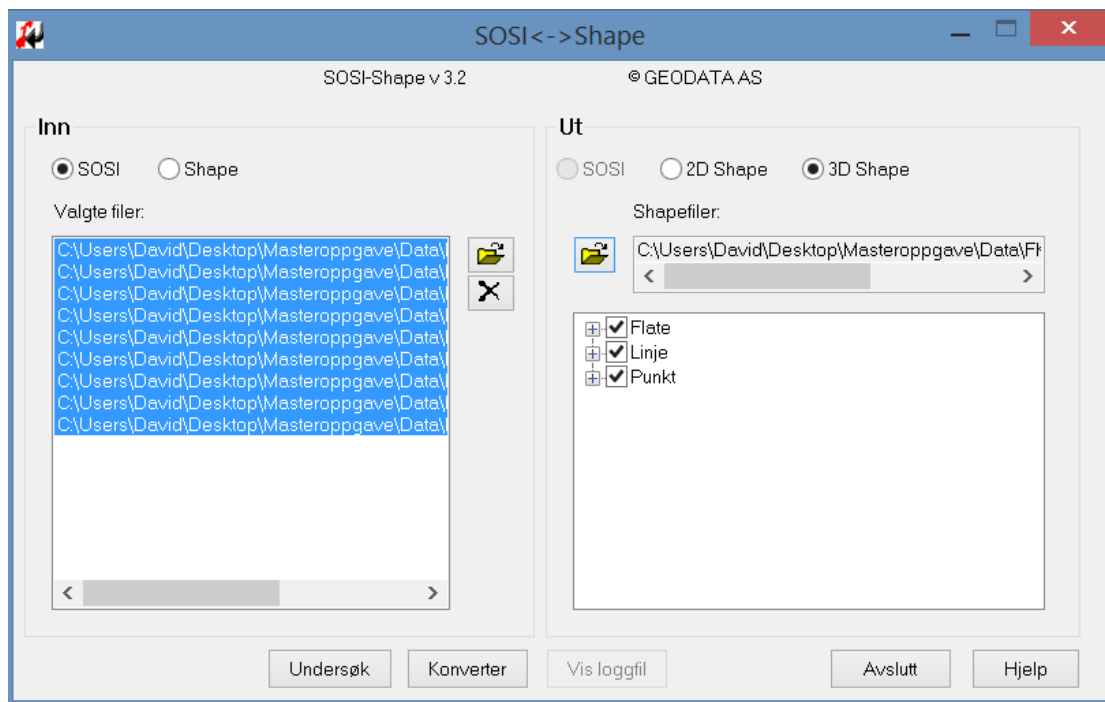 SOSI<->Shape
SOSI-Shape v 3.2
© GEODATA AS
Inn
SOSI
Shape
Valgte filer:
C:\Users\David\Desktop\Masteroppgave\Data\
C:\Users\David\Desktop\Masteroppgave\Data\
C:\Users\David\Desktop\Masteroppgave\Data\
C:\Users\David\Desktop\Masteroppgave\Data\
C:\Users\David\Desktop\Masteroppgave\Data\
C:\Users\David\Desktop\Masteroppgave\Data\
C:\Users\David\Desktop\Masteroppgave\Data\
C:\Users\David\Desktop\Masteroppgave\Data\
C:\Users\David\Desktop\Masteroppgave\Data\
Ut
SOSI
2D Shape
3D Shape
Shapefiler:
C:\Users\David\Desktop\Masteroppgave\Data\F
Flate
Linje
Punkt
Undersøk
Konverter
Vis loggfil
Avslutt
Hjelp